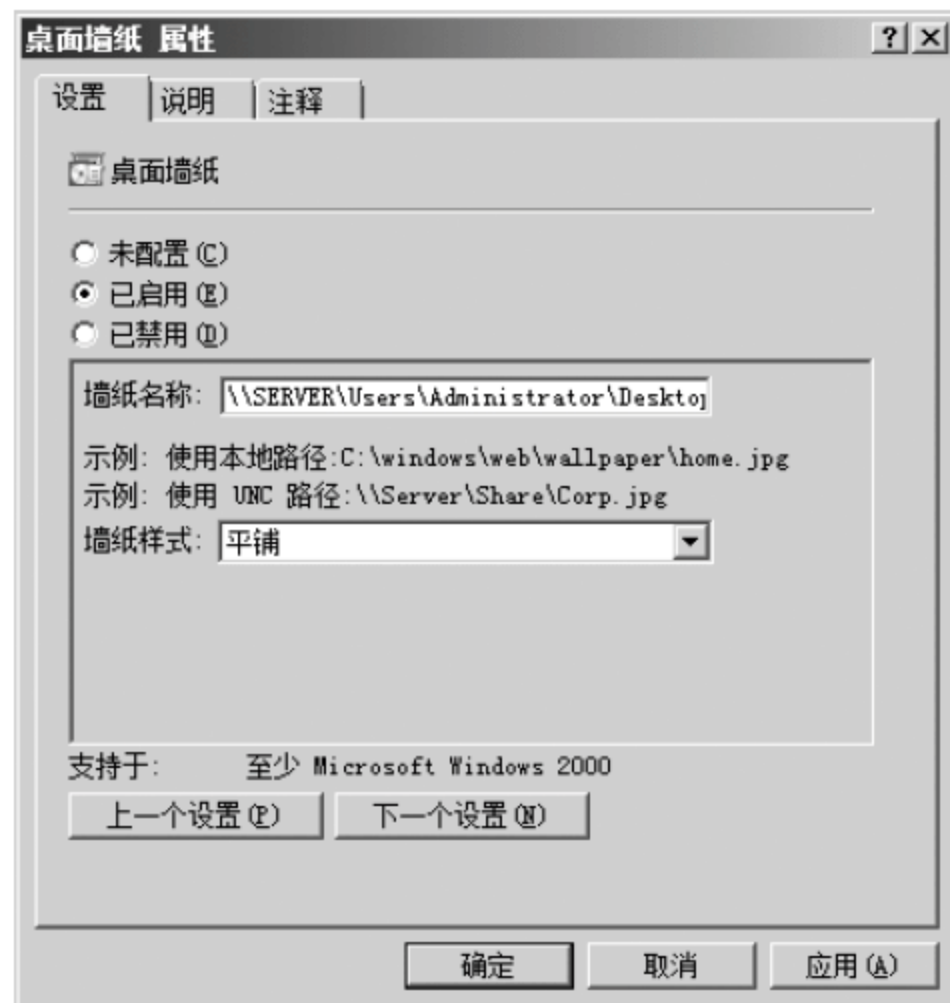 桌面墙纸 属性
设置 说明 注释
桌面墙纸
未配置(C)
已启用(E)
已禁用(D)
墙纸名称: \\SERVER\Users\Administrator\Desktop
示例: 使用本地路径:C:\windows\web\wallpaper\home.jpg
示例: 使用 UNC 路径:\\Server\Share\Corp.jpg
墙纸样式: 平铺
支持于: 至少 Microsoft Windows 2000
上一个设置(P) 下一个设置(N)
确定 取消 应用(A)